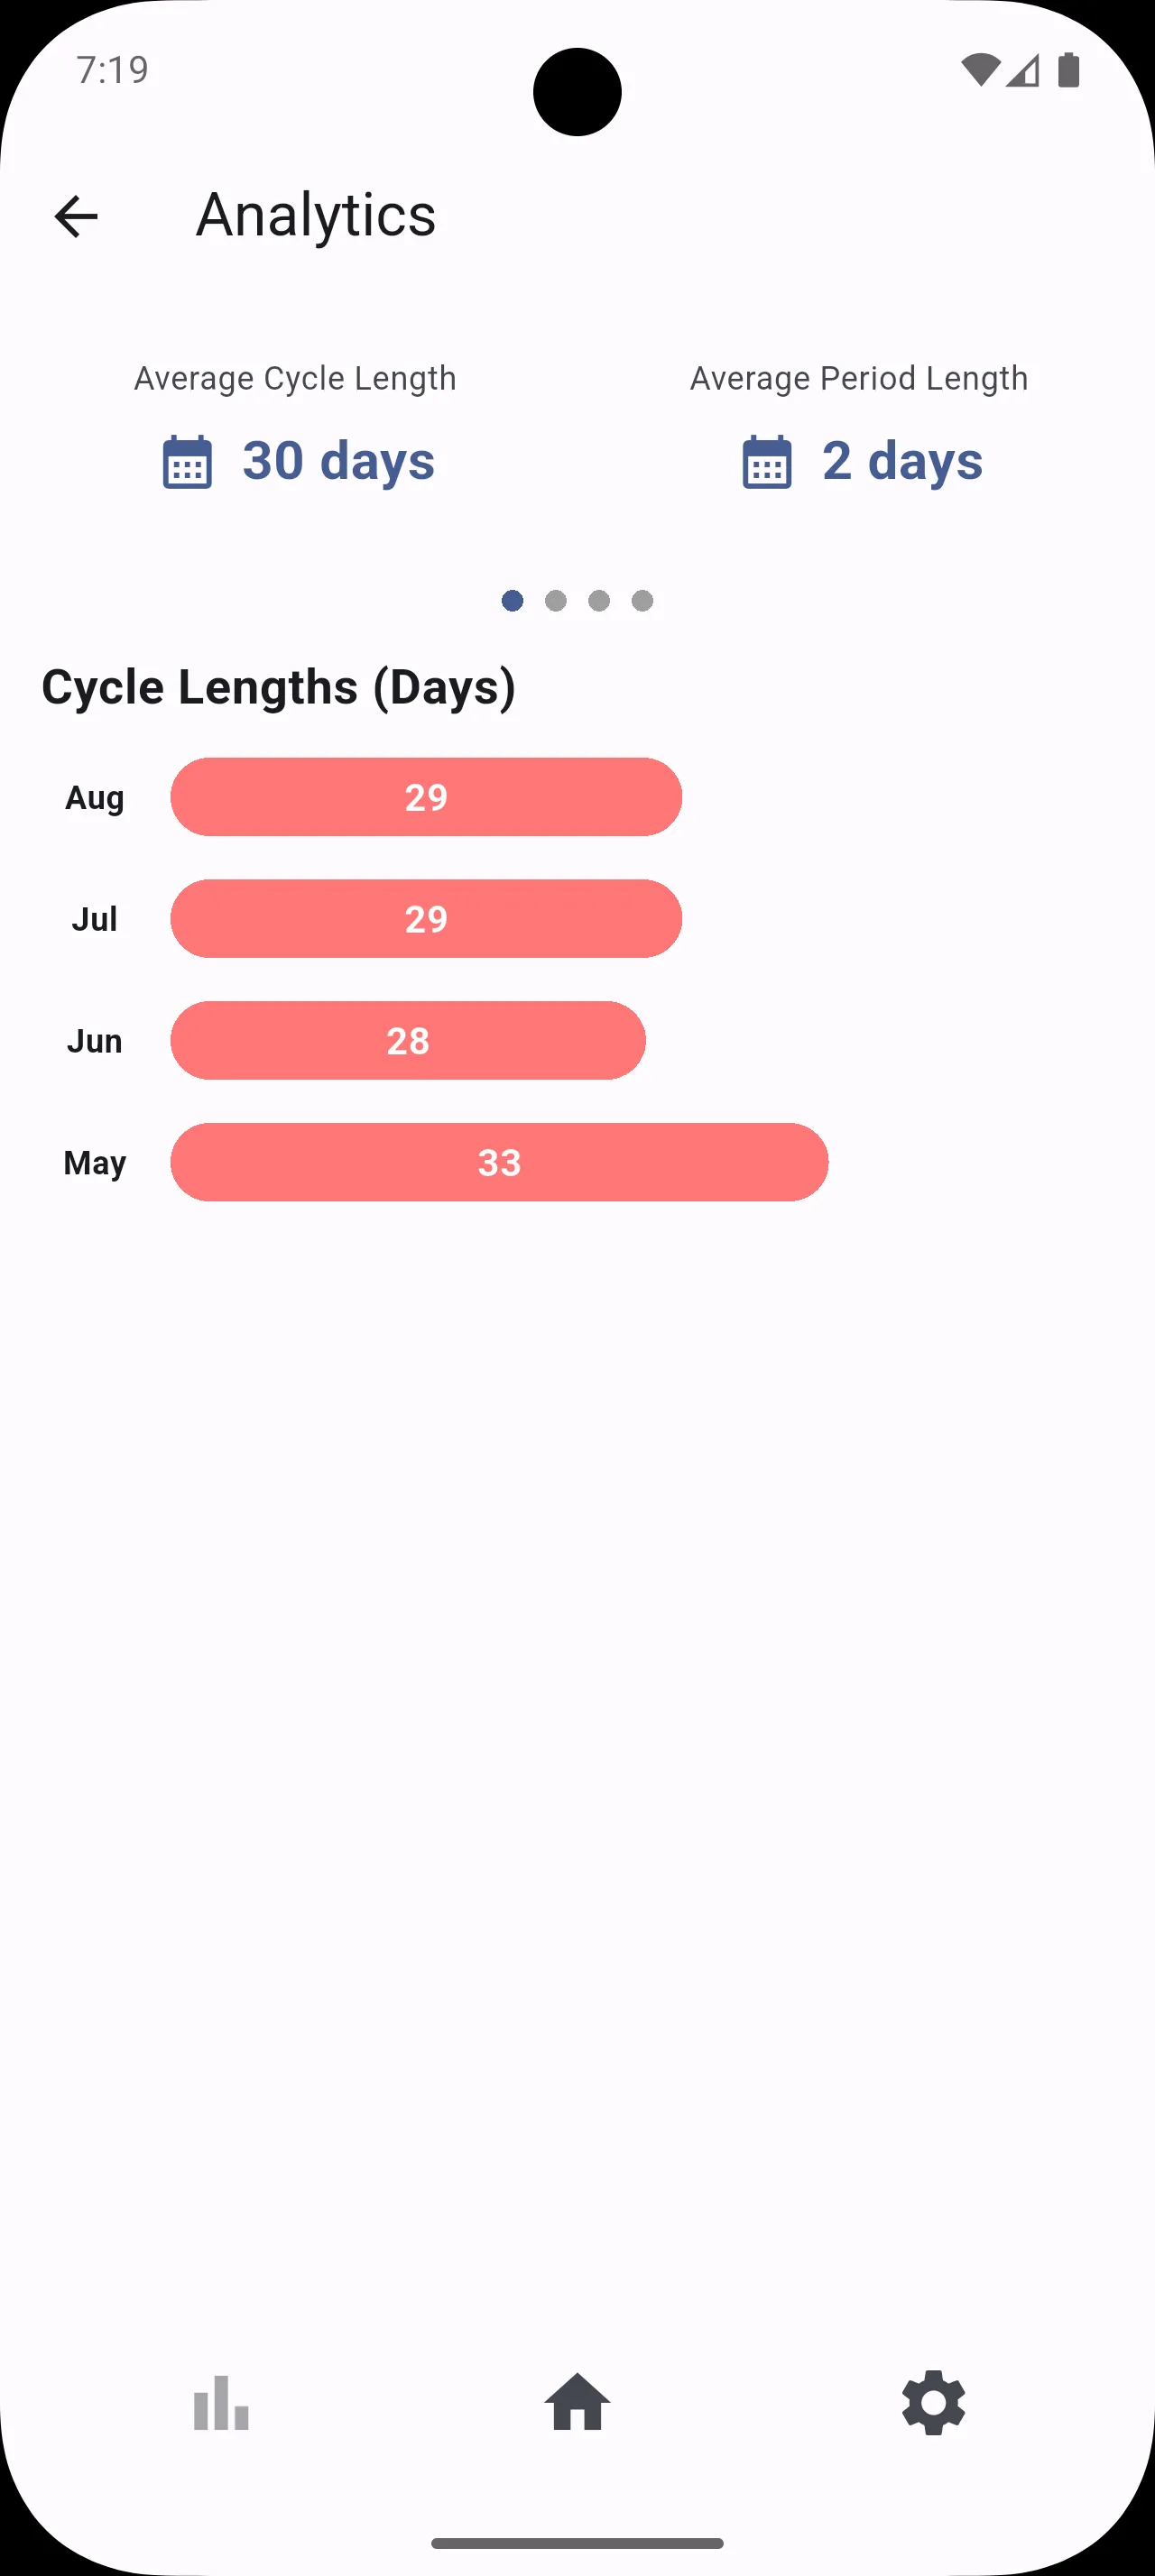 7:19
Analytics
Average Cycle Length
Average Period Length
30 days
2 days
Cycle Lengths (Days)
Aug 29
Jul 29
Jun 28
May 33